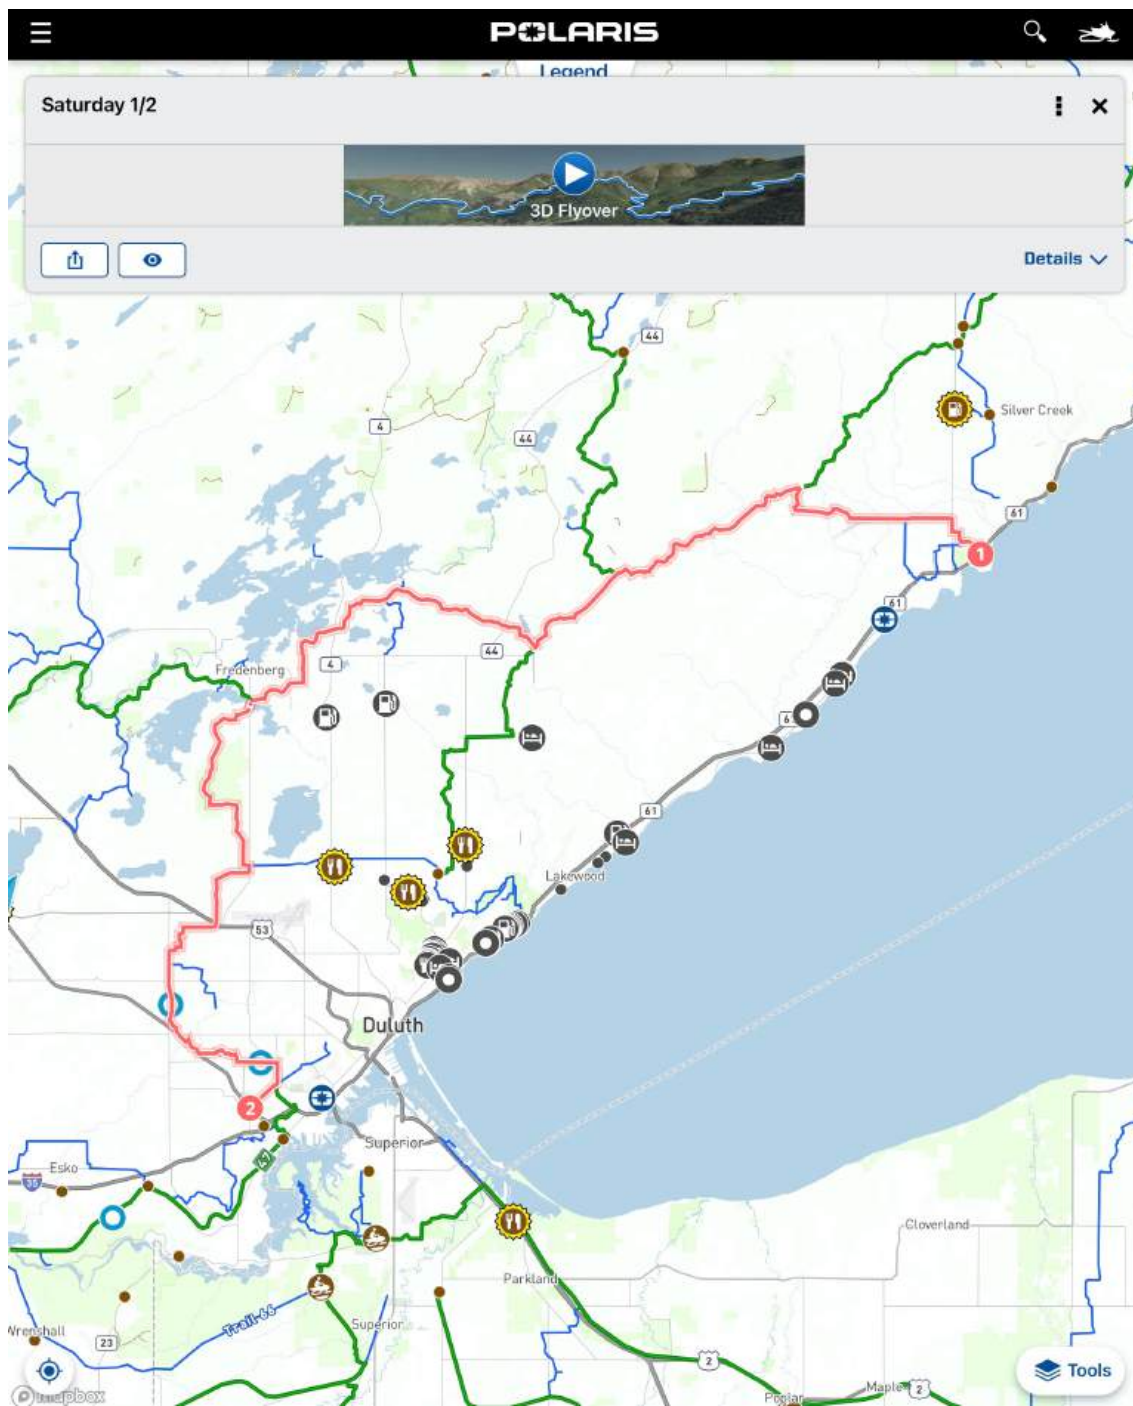 POLARIS
Legend
Saturday 1/2
3D Flyover
Details
44
4
44
Silver Creek
61
1
61
44
4
Fredenberg
61
Lakewood
53
Duluth
2
Superior
Esko
35
Cloverland
Parkland
Trail-66
Superior
Wrenshall
23
2
Tools
Maple
2
Poplar
mapbox